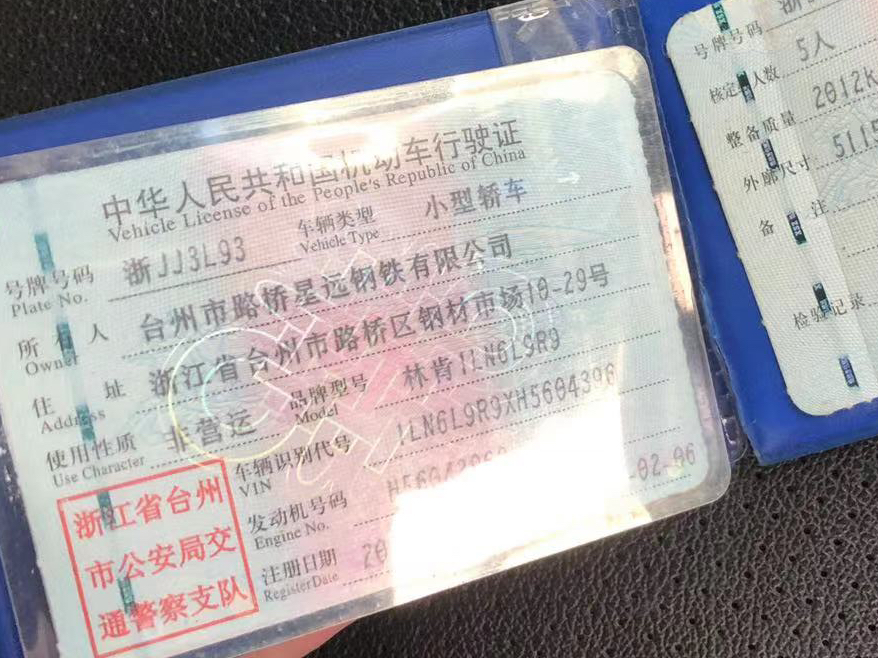 中华人民共和国机动车行驶证
Vehicle License of the People's Republic of China
号牌号码 浙JJ3L93 车辆类型 小型轿车
Plate No. Vehicle Type
所有人 台州市路桥星远钢铁有限公司
Owner
住址 浙江省台州市路桥区钢材市场10-29号
Address
使用性质 非营运 品牌型号 林肯1LN6L9R9
Use Character Model
车辆识别代号 1LN6L9R9XH5604396
VIN
发动机号码
Engine No.
注册日期 -02-06
RegisterDate
浙江省台州
市公安局交
通警察支队
号牌号码
核定人数 5人
整备质量 2012K
外廓尺寸 5115
备注
检验记录